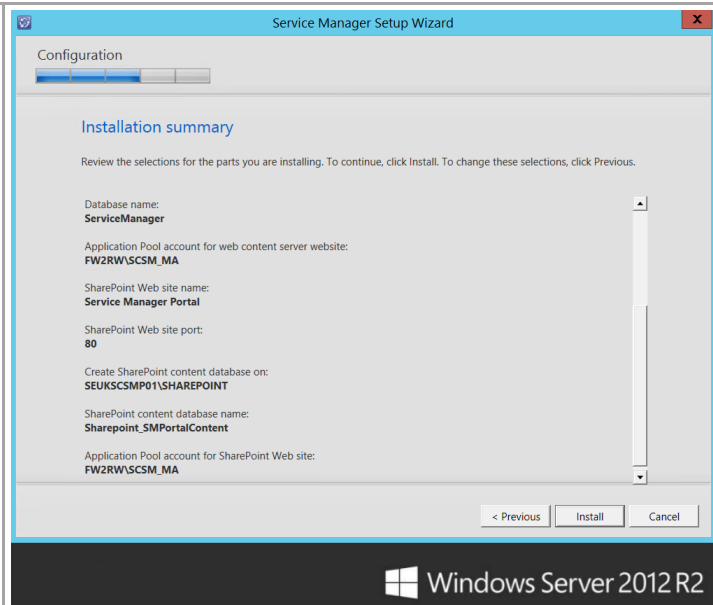 Service Manager Setup Wizard
x
Configuration
Installation summary
Review the selections for the parts you are installing. To continue, click Install. To change these selections, click Previous.
Database name:
ServiceManager
Application Pool account for web content server website:
FW2RW\SCSM_MA
SharePoint Web site name:
Service Manager Portal
SharePoint Web site port:
80
Create SharePoint content database on:
SEUKSCSMP01\SHAREPOINT
SharePoint content database name:
Sharepoint_SMPortalContent
Application Pool account for SharePoint Web site:
FW2RW\SCSM_MA
< Previous Install Cancel
Windows Server 2012 R2